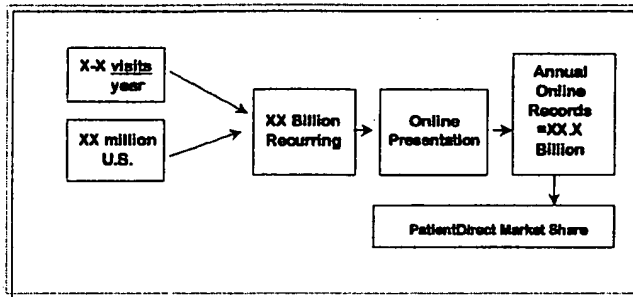 X-X visits
year
XX million
U.S.
XX Billion
Recurring
Online
Presentation
Annual
Online
Records
=XX.X
Billion
PatientDirect Market Share